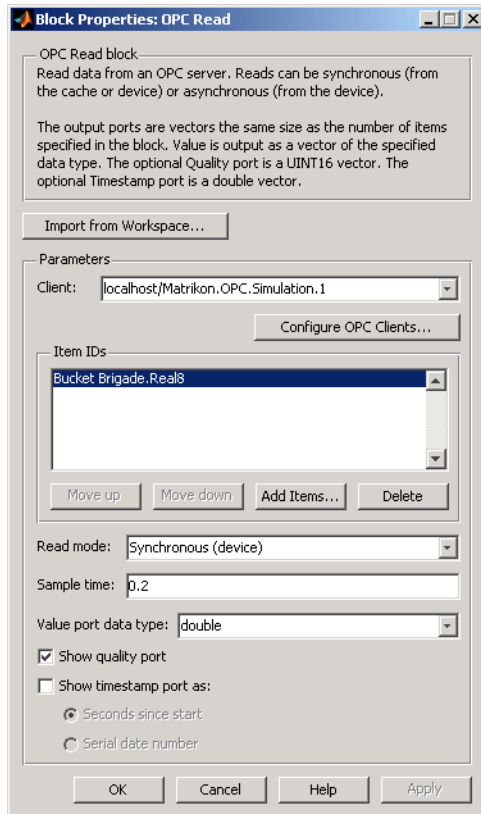 Block Properties: OPC Read
OPC Read block
Read data from an OPC server. Reads can be synchronous (from
the cache or device) or asynchronous (from the device).
The output ports are vectors the same size as the number of items
specified in the block. Value is output as a vector of the specified
data type. The optional Quality port is a UINT16 vector. The
optional Timestamp port is a double vector.
Import from Workspace...
Parameters
Client: localhost/Matrikon.OPC.Simulation.1
Configure OPC Clients...
Item IDs
Bucket Brigade.Real8
Move up Move down Add Items... Delete
Read mode: Synchronous (device)
Sample time: 0.2
Value port data type: double
Show quality port
Show timestamp port as:
Seconds since start
Serial date number
OK Cancel Help Apply